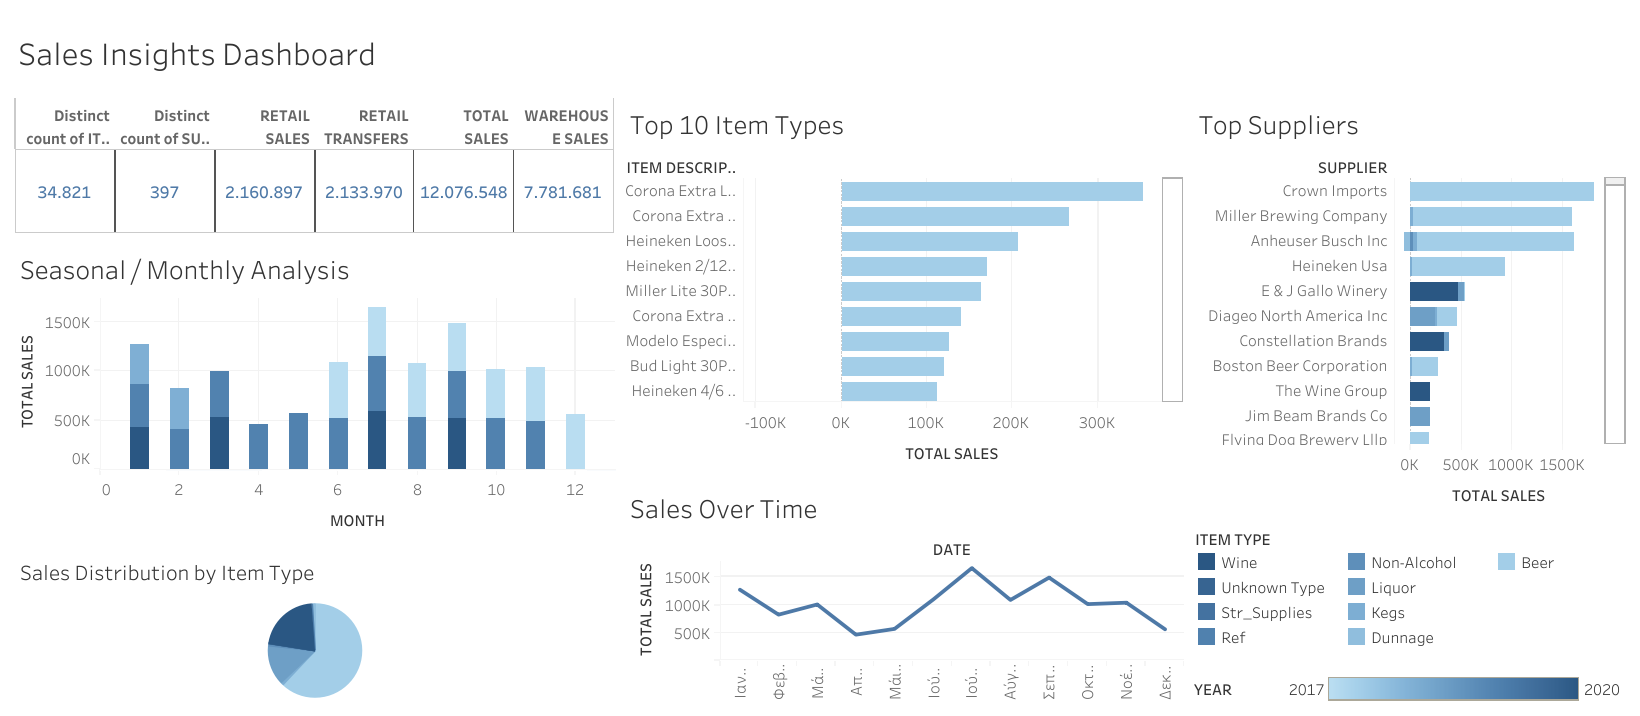 Sales Insights Dashboard
Distinct count of IT..
Distinct count of SU..
RETAIL SALES
RETAIL TRANSFERS
TOTAL SALES
WAREHOUS E SALES
34.821
397
2.160.897
2.133.970
12.076.548
7.781.681
Seasonal / Monthly Analysis
TOTAL SALES
1500K
1000K
500K
0K
0 2 4 6 8 10 12
MONTH
Sales Distribution by Item Type
Top 10 Item Types
ITEM DESCRIP..
Corona Extra L..
Corona Extra ..
Heineken Loos..
Heineken 2/12..
Miller Lite 30P..
Corona Extra ..
Modelo Especi..
Bud Light 30P..
Heineken 4/6 ..
-100K 0K 100K 200K 300K
TOTAL SALES
Top Suppliers
SUPPLIER
Crown Imports
Miller Brewing Company
Anheuser Busch Inc
Heineken Usa
E & J Gallo Winery
Diageo North America Inc
Constellation Brands
Boston Beer Corporation
The Wine Group
Jim Beam Brands Co
Flying Dog Brewery Lllp
0K 500K 1000K 1500K
TOTAL SALES
Sales Over Time
DATE
TOTAL SALES
1500K
1000K
500K
Ιαν..
Φεβ..
Μά..
Απ..
Μάι..
Ιού..
Ιού..
Αύγ..
Σεπ..
Οκτ..
Νοέ..
Δεκ..
ITEM TYPE
Wine
Unknown Type
Str_Supplies
Ref
Non-Alcohol
Liquor
Kegs
Dunnage
Beer
YEAR
2017 2020